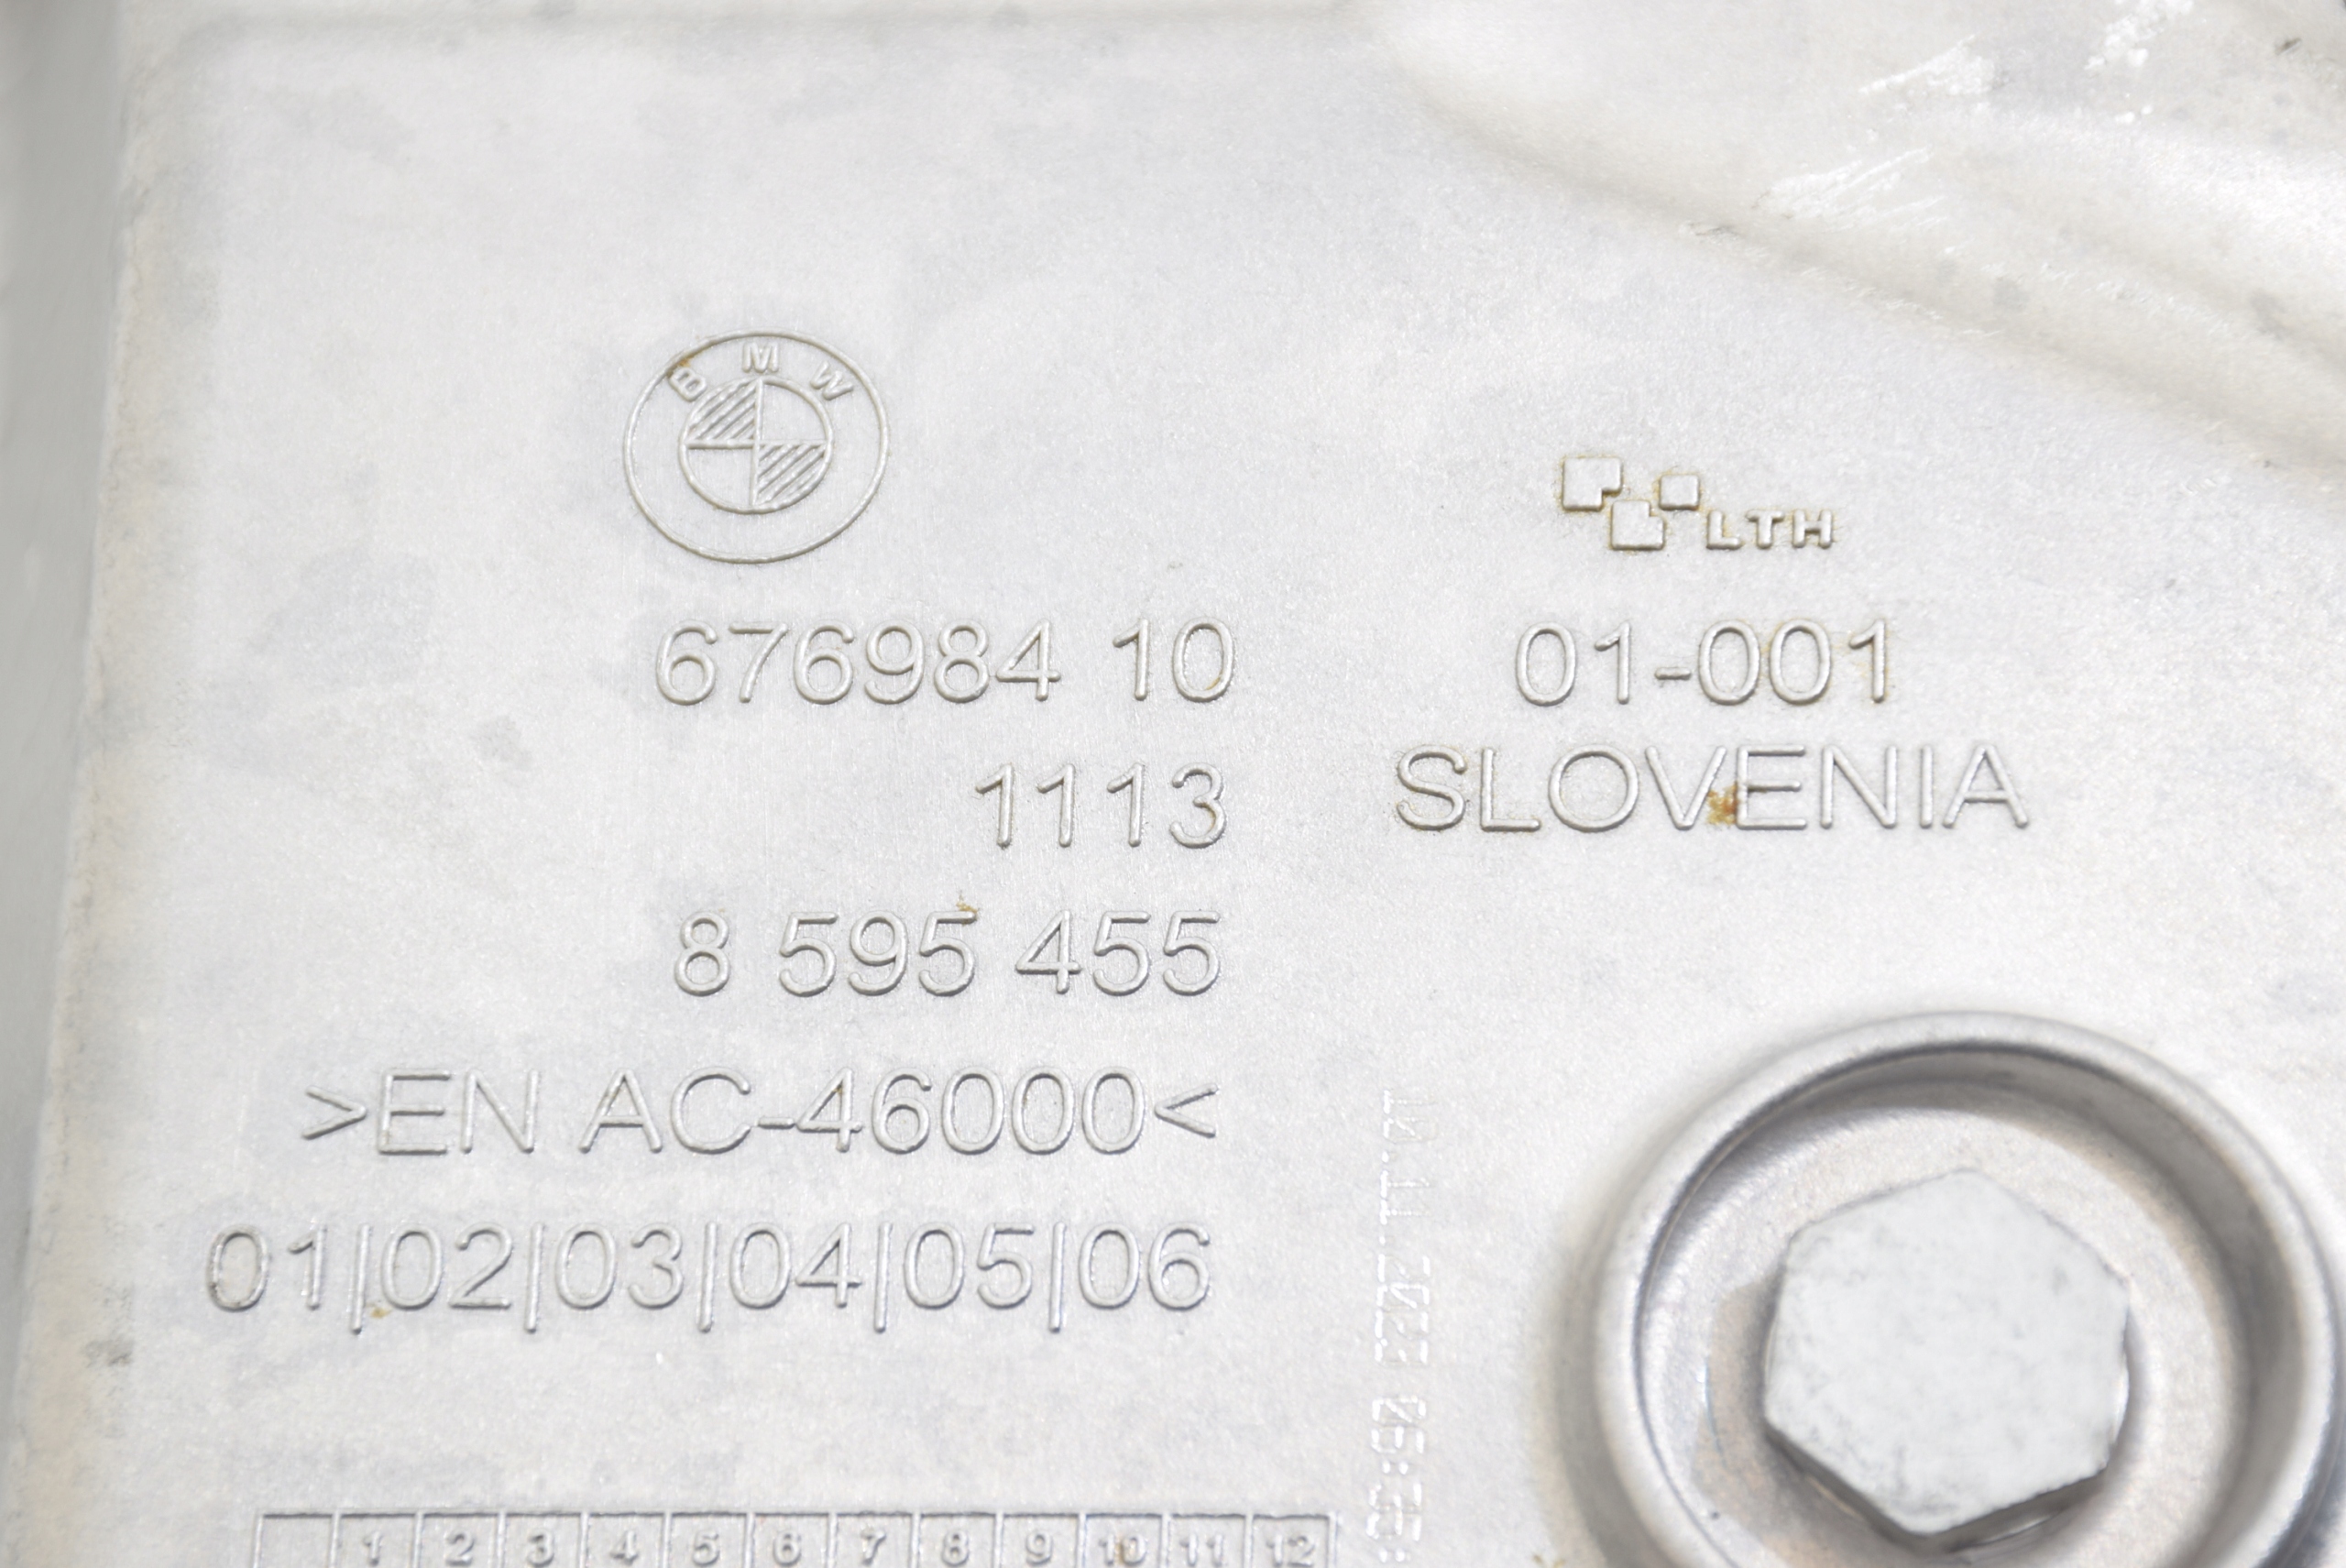 BMW
676984 10
1113
8 595 455
>EN AC-46000<
01|02|03|04|05|06
1 2 3 4 5 6 7 8 9 10 11 12
LTH
01-001
SLOVENIA